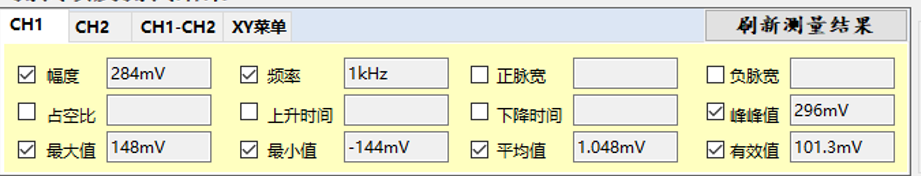 CH1 CH2 CH1-CH2 XY菜单 刷新测量结果
幅度 284mV 频率 1kHz 正脉宽 负脉宽
占空比 上升时间 下降时间 峰峰值 296mV
最大值 148mV 最小值 -144mV 平均值 1.048mV 有效值 101.3mV